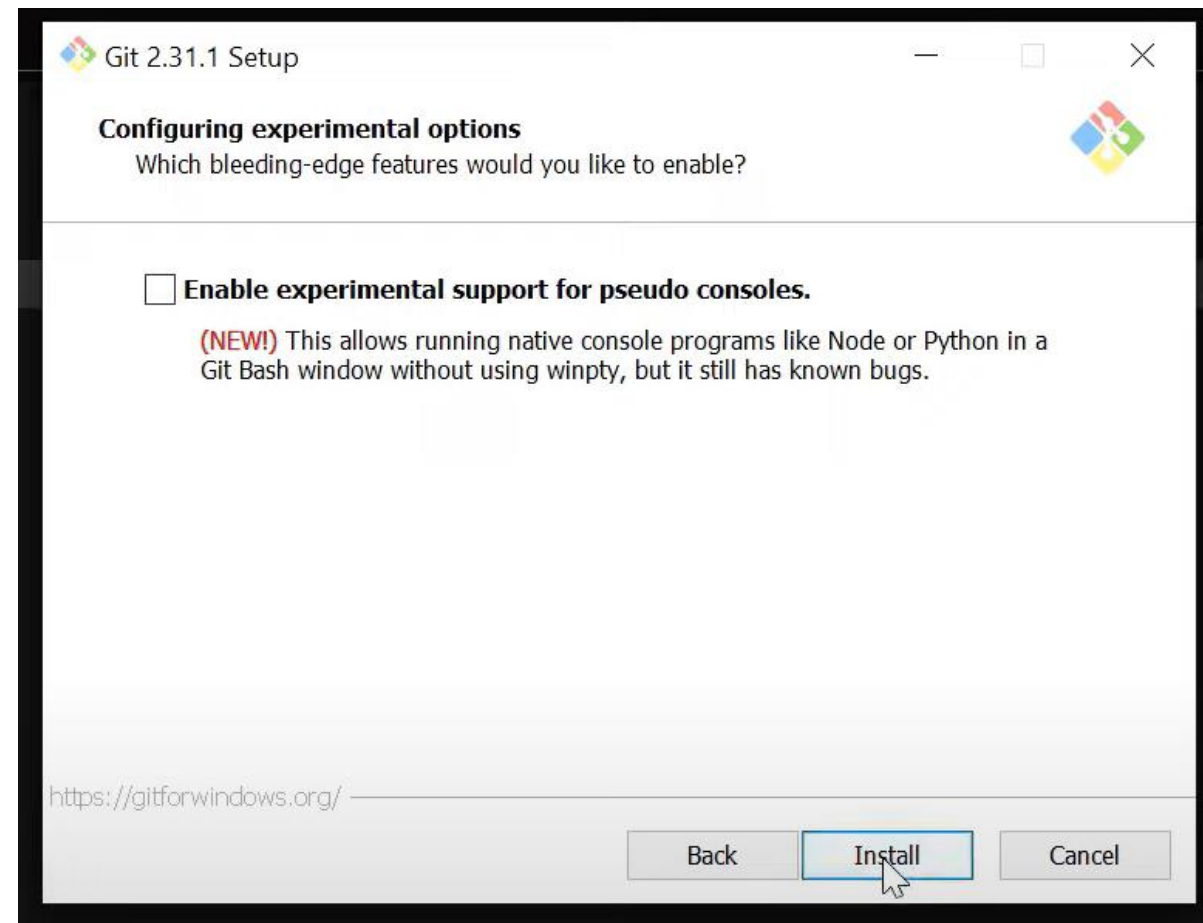 Git 2.31.1 Setup
Configuring experimental options
Which bleeding-edge features would you like to enable?
Enable experimental support for pseudo consoles.
(NEW!) This allows running native console programs like Node or Python in a
Git Bash window without using winpty, but it still has known bugs.
https://gitforwindows.org/
Back Install Cancel